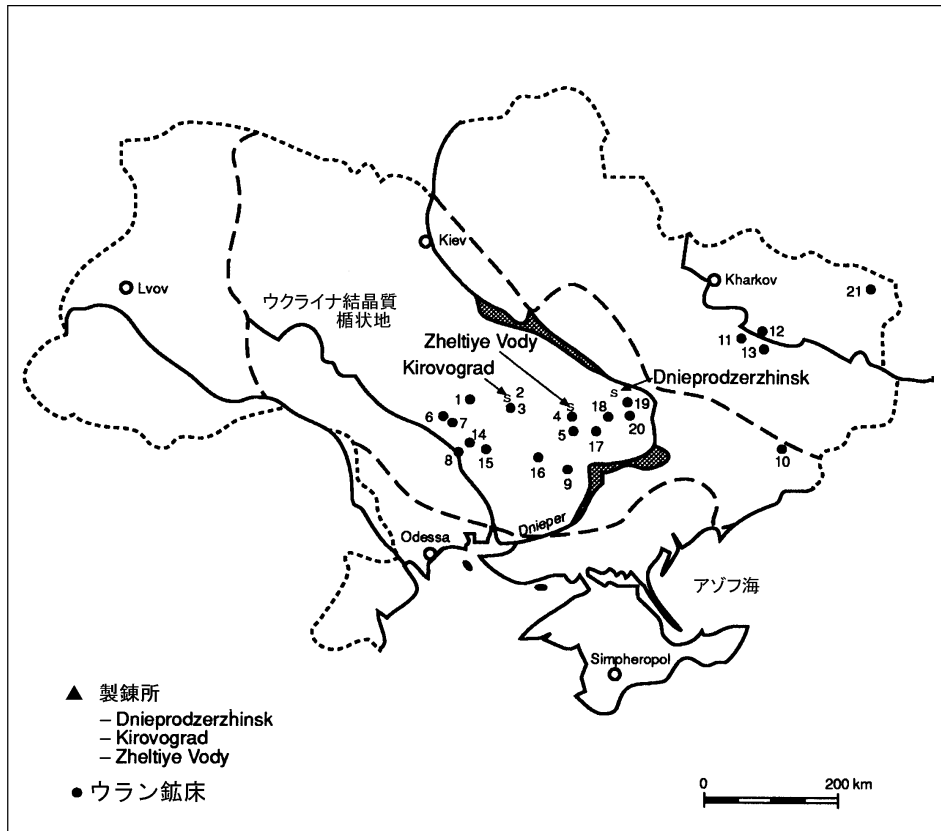 Kiev
Lvov
Kharkov
21
ウクライナ結晶質
楯状地
12
11
13
Zheltiye Vody
Kirovograd
Dnieprodzerzhinsk
1
s
2
3
s
4
s
19
18
20
6
7
5
17
14
8
15
16
9
10
Dnieper
Odessa
アゾフ海
Simpheropol
▲ 製錬所
– Dnieprodzerzhinsk
– Kirovograd
– Zheltiye Vody
● ウラン鉱床
0 200 km